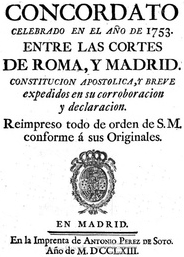 CONCORDATO
CELEBRADO EN EL AÑO DE 1753.
ENTRE LAS CORTES
DE ROMA, Y MADRID.
CONSTITUCION APOSTOLICA, Y BREVE
expedidos en su corroboracion
y declaracion.
Reimpreso todo de orden de S.M.
conforme á sus Originales.
EN MADRID.
En la Imprenta de ANTONIO PEREZ DE SOTO.
Año de M.DCCLXIII.